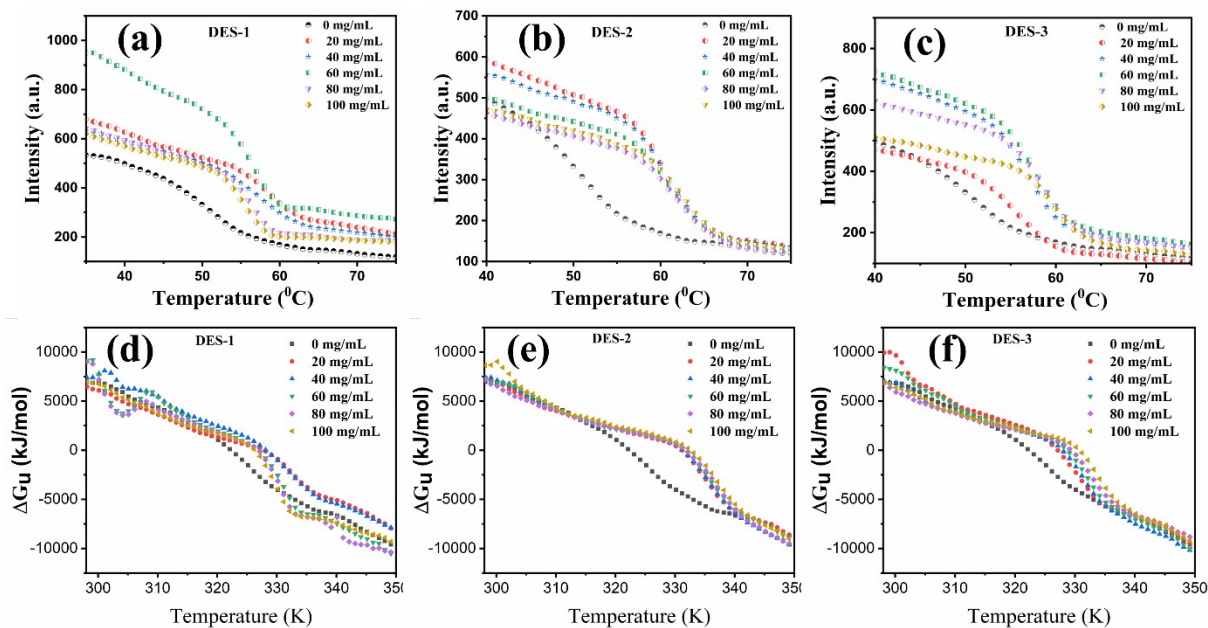 (a)
DES-1
0 mg/mL
20 mg/mL
40 mg/mL
60 mg/mL
80 mg/mL
100 mg/mL
1000
800
600
400
200
Intensity (a.u.)
40
50
60
70
Temperature (⁰C)
(b)
DES-2
0 mg/mL
20 mg/mL
40 mg/mL
60 mg/mL
80 mg/mL
100 mg/mL
700
600
500
400
300
200
100
Intensity (a.u.)
40
50
60
70
Temperature (⁰C)
(c)
DES-3
0 mg/mL
20 mg/mL
40 mg/mL
60 mg/mL
80 mg/mL
100 mg/mL
800
600
400
200
Intensity (a.u.)
40
50
60
70
Temperature (⁰C)
(d)
DES-1
0 mg/mL
20 mg/mL
40 mg/mL
60 mg/mL
80 mg/mL
100 mg/mL
10000
5000
0
-5000
-10000
ΔGu (kJ/mol)
300
310
320
330
340
350
Temperature (K)
(e)
DES-2
0 mg/mL
20 mg/mL
40 mg/mL
60 mg/mL
80 mg/mL
100 mg/mL
10000
5000
0
-5000
-10000
ΔGu (kJ/mol)
300
310
320
330
340
350
Temperature (K)
(f)
DES-3
0 mg/mL
20 mg/mL
40 mg/mL
60 mg/mL
80 mg/mL
100 mg/mL
10000
5000
0
-5000
-10000
ΔGu (kJ/mol)
300
310
320
330
340
350
Temperature (K)